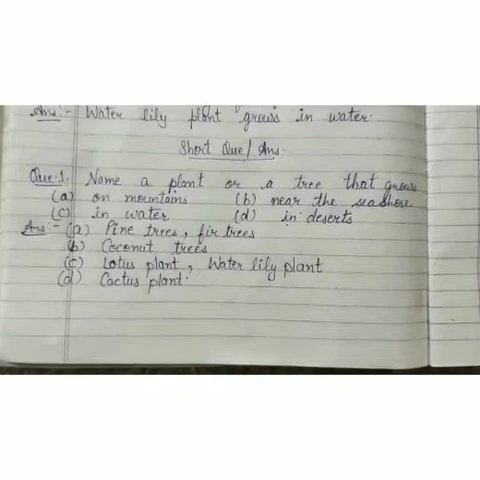 Ans:- Water lily plant grows in water.
Short Que/Ans.
Que.1. Name a plant or a tree that grows
(a) on mountains (b) near the seashore
(c) in water (d) in deserts
Ans:- (a) Pine trees, fir trees
(b) Coconut trees
(c) Lotus plant, Water lily plant
(d) Cactus plant.